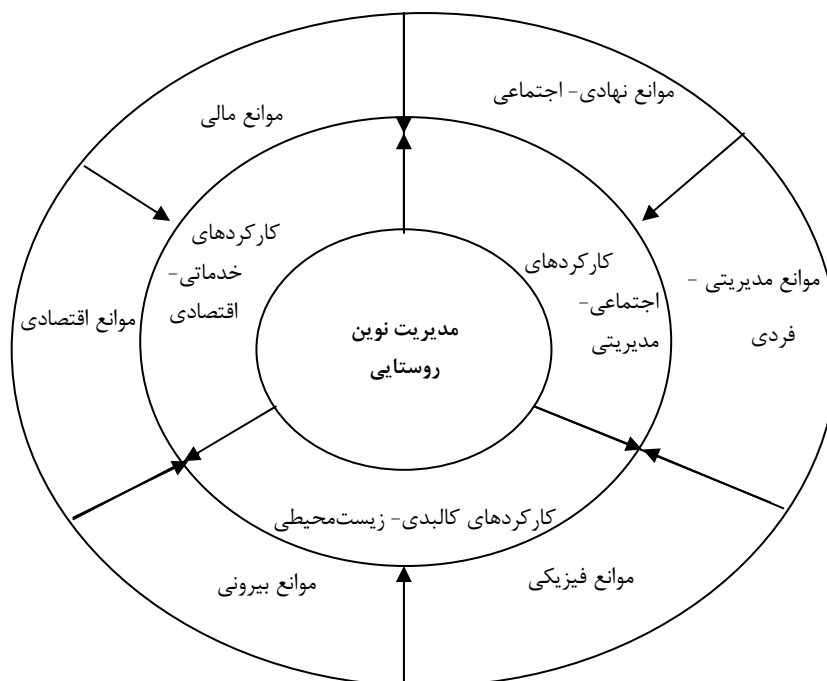 موانع نهادی- اجتماعی
موانع مالی
کارکردهای
خدماتی-
اقتصادی
کارکردهای
اجتماعی-
مدیریتی
موانع مدیریتی -
فردی
موانع اقتصادی
مدیریت نوین
روستایی
کارکردهای کالبدی- زیست‌محیطی
موانع بیرونی
موانع فیزیکی